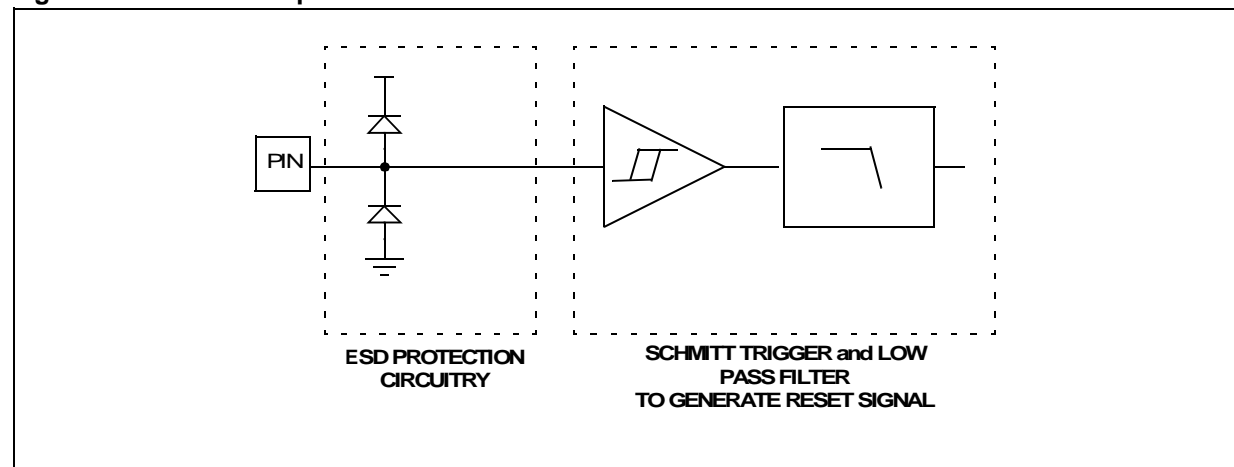 PIN
ESD PROTECTION
CIRCUITRY
SCHMITT TRIGGER and LOW
PASS FILTER
TO GENERATE RESET SIGNAL